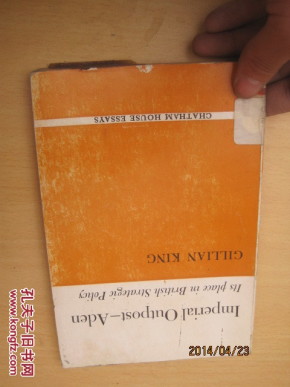 Imperial Outpost—Aden
Its place in British Strategic Policy
GILLIAN KING
CHATHAM HOUSE ESSAYS
孔夫子旧书网
www.kongfz.com
2014/04/23